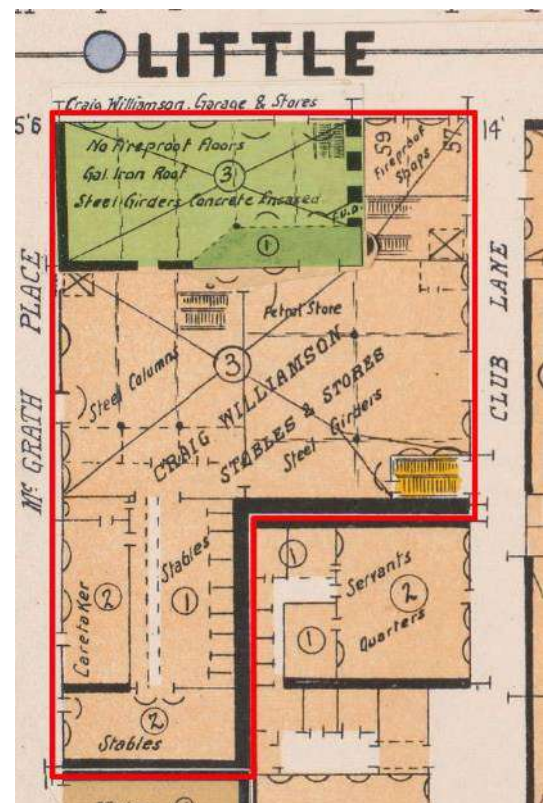 LITTLE
Craig Williamson. Garage & Stores
5'6
14'
No Fireproof Floors
Gal. Iron Roof
3
Steel Girders Concrete Encased
59
57
Fireproof
Shops
1
PLACE
Mc GRATH
CLUB LANE
Petrol Store
3
Steel Columns
CRAIG WILLIAMSON
STABLES & STORES
Steel Girders
Stables
Caretaker
2
1
1
Servants
2
Quarters
1
2
Stables